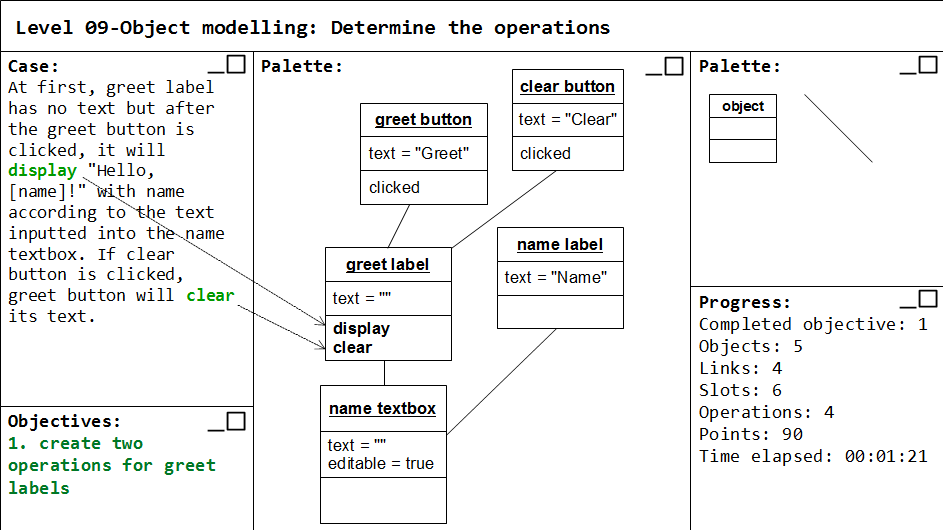 Level 09-Object modelling: Determine the operations
Case:
At first, greet label
has no text but after
the greet button is
clicked, it will
display "Hello,
[name]!" with name
according to the text
inputted into the name
textbox. If clear
button is clicked,
greet button will clear
its text.
Objectives:
1. create two
operations for greet
labels
Palette:
greet button
text = "Greet"
clicked
clear button
text = "Clear"
clicked
greet label
text = ""
display
clear
name label
text = "Name"
name textbox
text = ""
editable = true
Palette:
object
Progress:
Completed objective: 1
Objects: 5
Links: 4
Slots: 6
Operations: 4
Points: 90
Time elapsed: 00:01:21